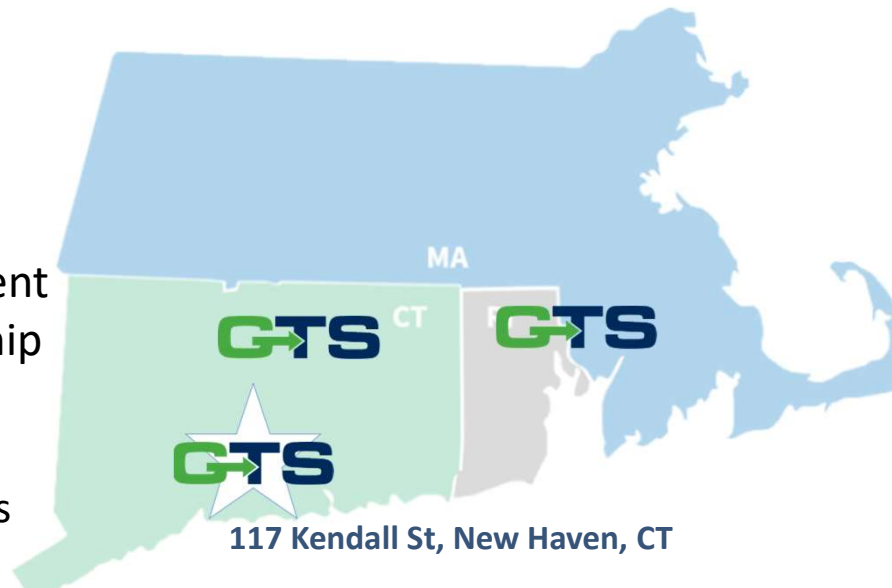 MA
ent
CT
GTS
GTS
hip
GTS
s
117 Kendall St, New Haven, CT